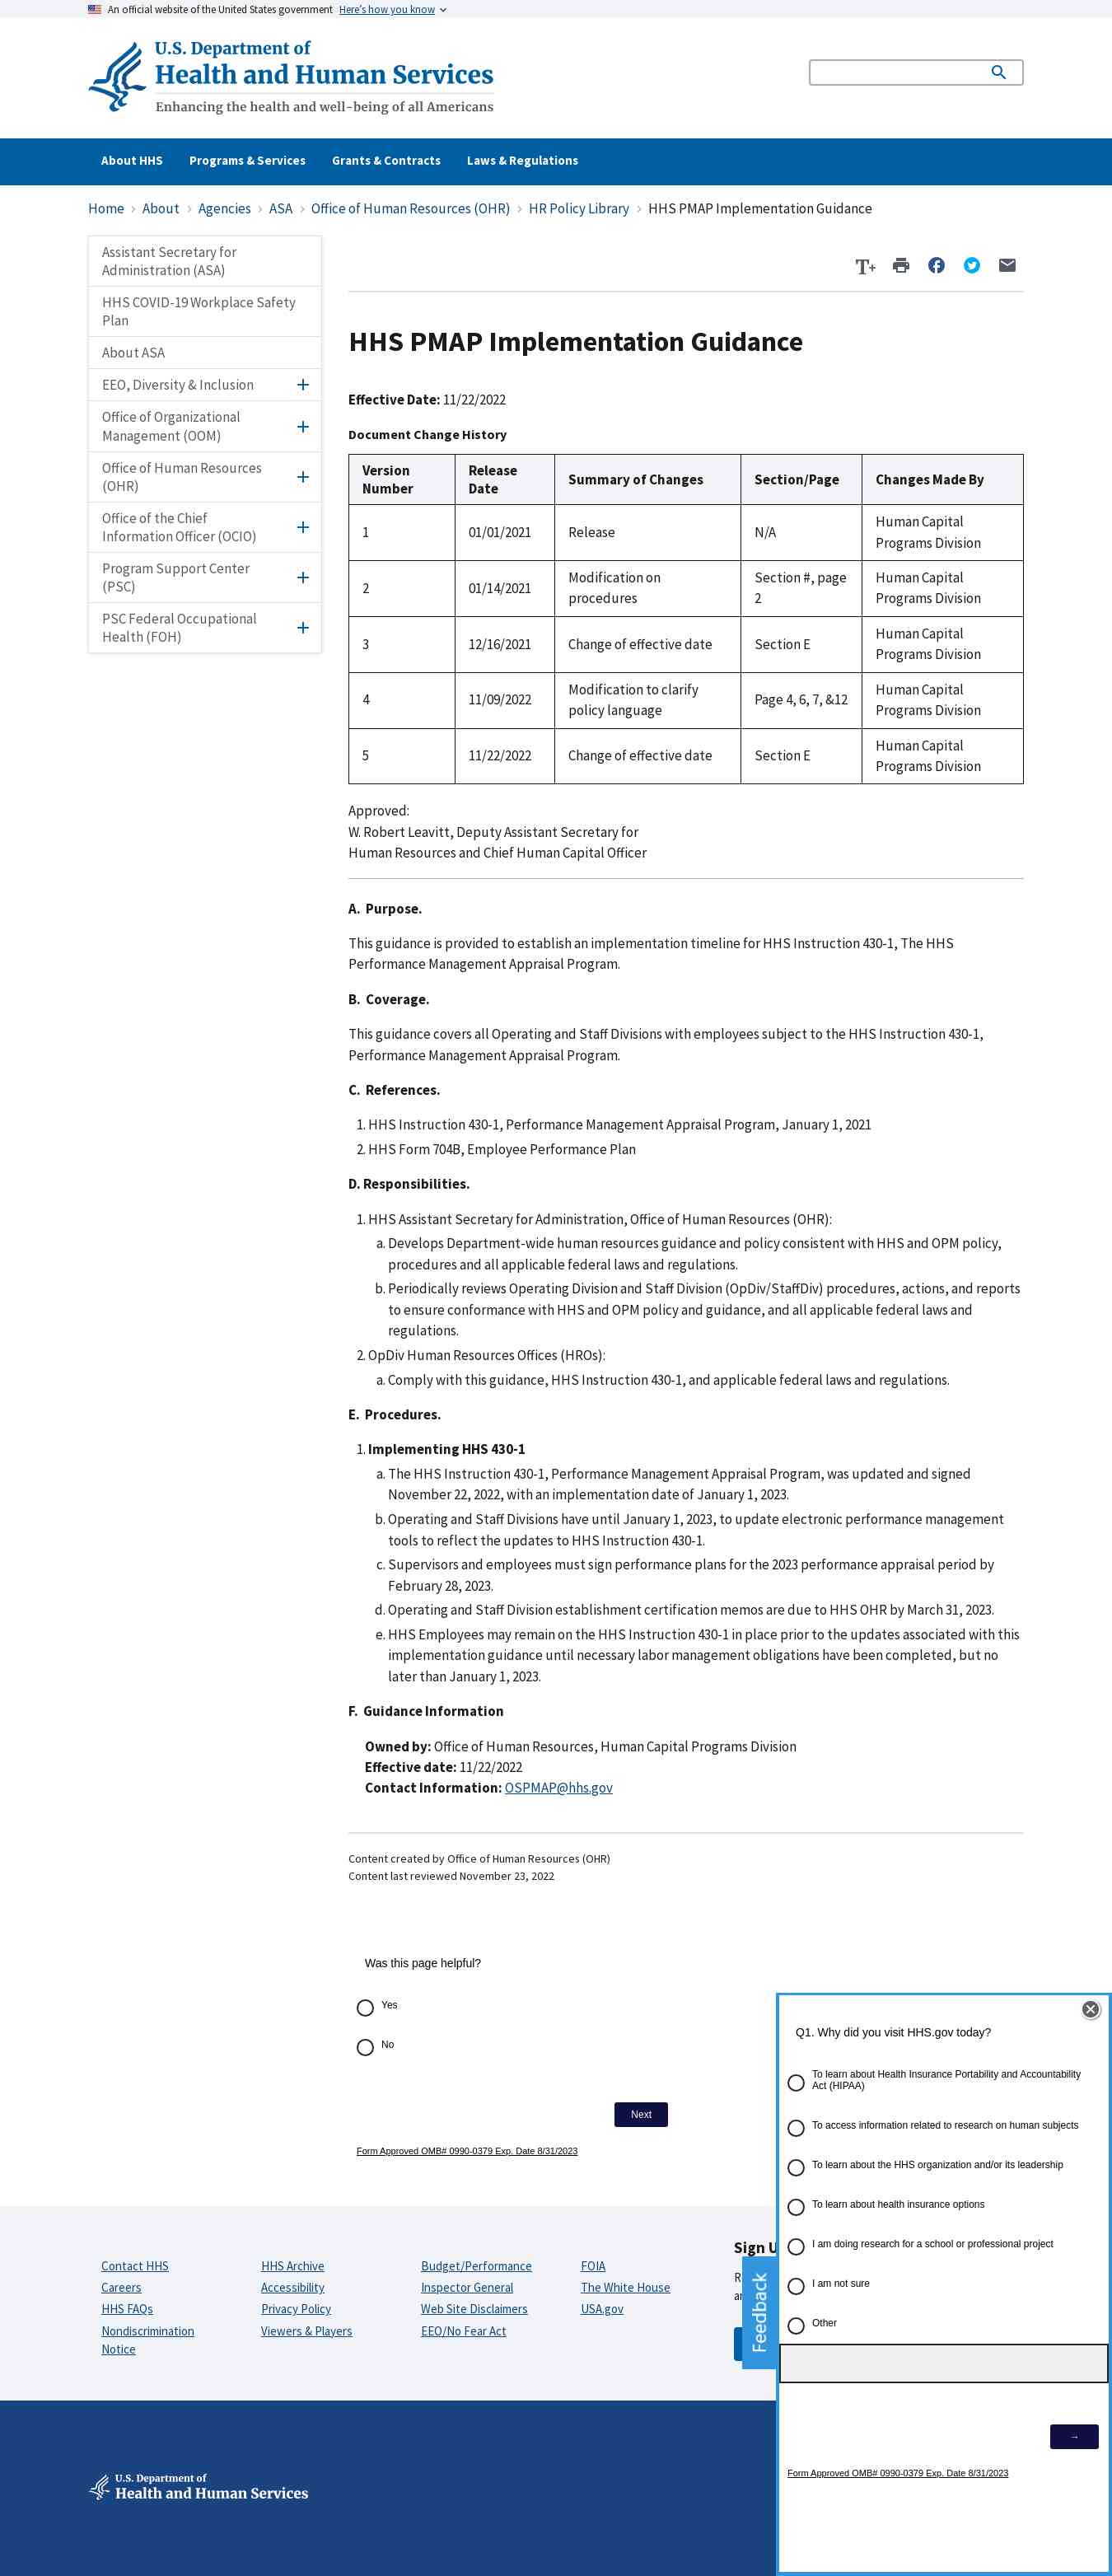 An official website of the United States government Here's how you know
U.S. Department of
Health and Human Services
Enhancing the health and well-being of all Americans
About HHS Programs & Services Grants & Contracts Laws & Regulations
Home About Agencies ASA Office of Human Resources (OHR) HR Policy Library HHS PMAP Implementation Guidance
Assistant Secretary for
Administration (ASA)
HHS COVID-19 Workplace Safety
Plan
About ASA
EEO, Diversity & Inclusion
Office of Organizational
Management (OOM)
Office of Human Resources
(OHR)
Office of the Chief
Information Officer (OCIO)
Program Support Center
(PSC)
PSC Federal Occupational
Health (FOH)
T+
HHS PMAP Implementation Guidance
Effective Date: 11/22/2022
Document Change History
Version Number Release Date Summary of Changes Section/Page Changes Made By
1 01/01/2021 Release N/A Human Capital Programs Division
2 01/14/2021 Modification on procedures Section #, page 2 Human Capital Programs Division
3 12/16/2021 Change of effective date Section E Human Capital Programs Division
4 11/09/2022 Modification to clarify policy language Page 4, 6, 7, &12 Human Capital Programs Division
5 11/22/2022 Change of effective date Section E Human Capital Programs Division
Approved:
W. Robert Leavitt, Deputy Assistant Secretary for
Human Resources and Chief Human Capital Officer
A. Purpose.
This guidance is provided to establish an implementation timeline for HHS Instruction 430-1, The HHS
Performance Management Appraisal Program.
B. Coverage.
This guidance covers all Operating and Staff Divisions with employees subject to the HHS Instruction 430-1,
Performance Management Appraisal Program.
C. References.
1. HHS Instruction 430-1, Performance Management Appraisal Program, January 1, 2021
2. HHS Form 704B, Employee Performance Plan
D. Responsibilities.
1. HHS Assistant Secretary for Administration, Office of Human Resources (OHR):
a. Develops Department-wide human resources guidance and policy consistent with HHS and OPM policy,
procedures and all applicable federal laws and regulations.
b. Periodically reviews Operating Division and Staff Division (OpDiv/StaffDiv) procedures, actions, and reports
to ensure conformance with HHS and OPM policy and guidance, and all applicable federal laws and
regulations.
2. OpDiv Human Resources Offices (HROs):
a. Comply with this guidance, HHS Instruction 430-1, and applicable federal laws and regulations.
E. Procedures.
1. Implementing HHS 430-1
a. The HHS Instruction 430-1, Performance Management Appraisal Program, was updated and signed
November 22, 2022, with an implementation date of January 1, 2023.
b. Operating and Staff Divisions have until January 1, 2023, to update electronic performance management
tools to reflect the updates to HHS Instruction 430-1.
c. Supervisors and employees must sign performance plans for the 2023 performance appraisal period by
February 28, 2023.
d. Operating and Staff Division establishment certification memos are due to HHS OHR by March 31, 2023.
e. HHS Employees may remain on the HHS Instruction 430-1 in place prior to the updates associated with this
implementation guidance until necessary labor management obligations have been completed, but no
later than January 1, 2023.
F. Guidance Information
Owned by: Office of Human Resources, Human Capital Programs Division
Effective date: 11/22/2022
Contact Information: OSPMAP@hhs.gov
Content created by Office of Human Resources (OHR)
Content last reviewed November 23, 2022
Was this page helpful?
Yes
No
Next
Form Approved OMB# 0990-0379 Exp. Date 8/31/2023
Q1. Why did you visit HHS.gov today?
To learn about Health Insurance Portability and Accountability
Act (HIPAA)
To access information related to research on human subjects
To learn about the HHS organization and/or its leadership
To learn about health insurance options
I am doing research for a school or professional project
I am not sure
Other
→
Form Approved OMB# 0990-0379 Exp. Date 8/31/2023
Feedback
Contact HHS
Careers
HHS FAQs
Nondiscrimination
Notice
HHS Archive
Accessibility
Privacy Policy
Viewers & Players
Budget/Performance
Inspector General
Web Site Disclaimers
EEO/No Fear Act
FOIA
The White House
USA.gov
Sign
U.S. Department of
Health and Human Services